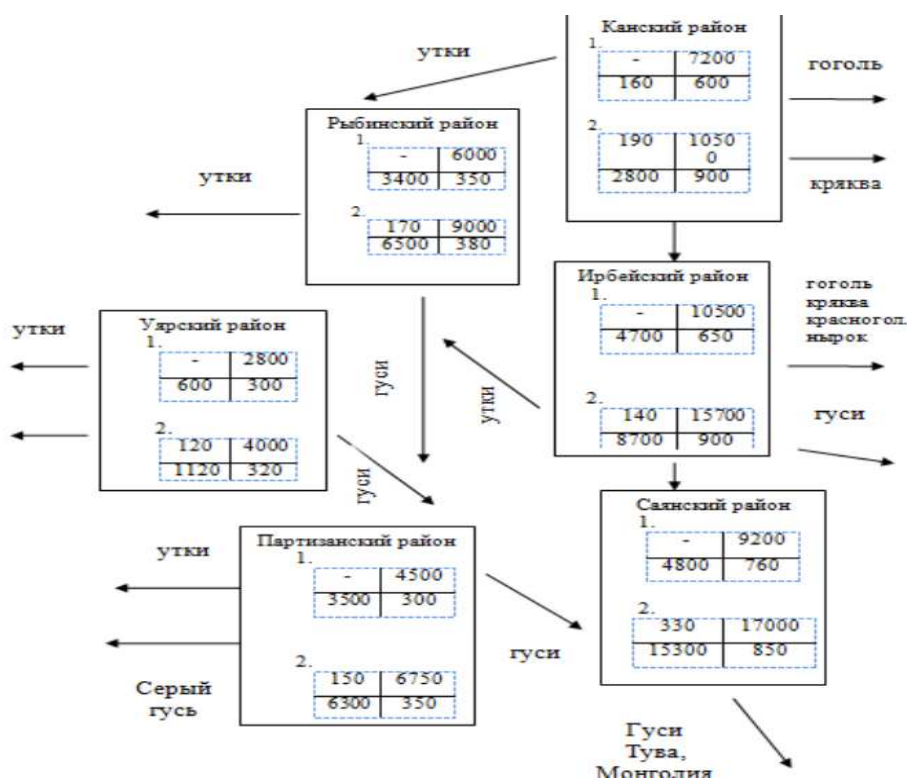 Канский район
1.
- 7200
160 600
2.
190 1050
0
2800 900
утки
гоголь
кряква
Рыбинский район
1.
- 6000
3400 350
2.
170 9000
6500 380
утки
Ирбейский район
1.
- 10500
4700 650
2.
140 15700
8700 900
гоголь
кряква
красногол.
нырок
гуси
Уярский район
1.
- 2800
600 300
2.
120 4000
1120 320
утки
гуси
утки
гуси
Саянский район
1.
- 9200
4800 760
2.
330 17000
15300 850
Партизанский район
1.
- 4500
3500 300
2.
150 6750
6300 350
утки
Серый
гусь
гуси
Гуси
Тува,
Монголия